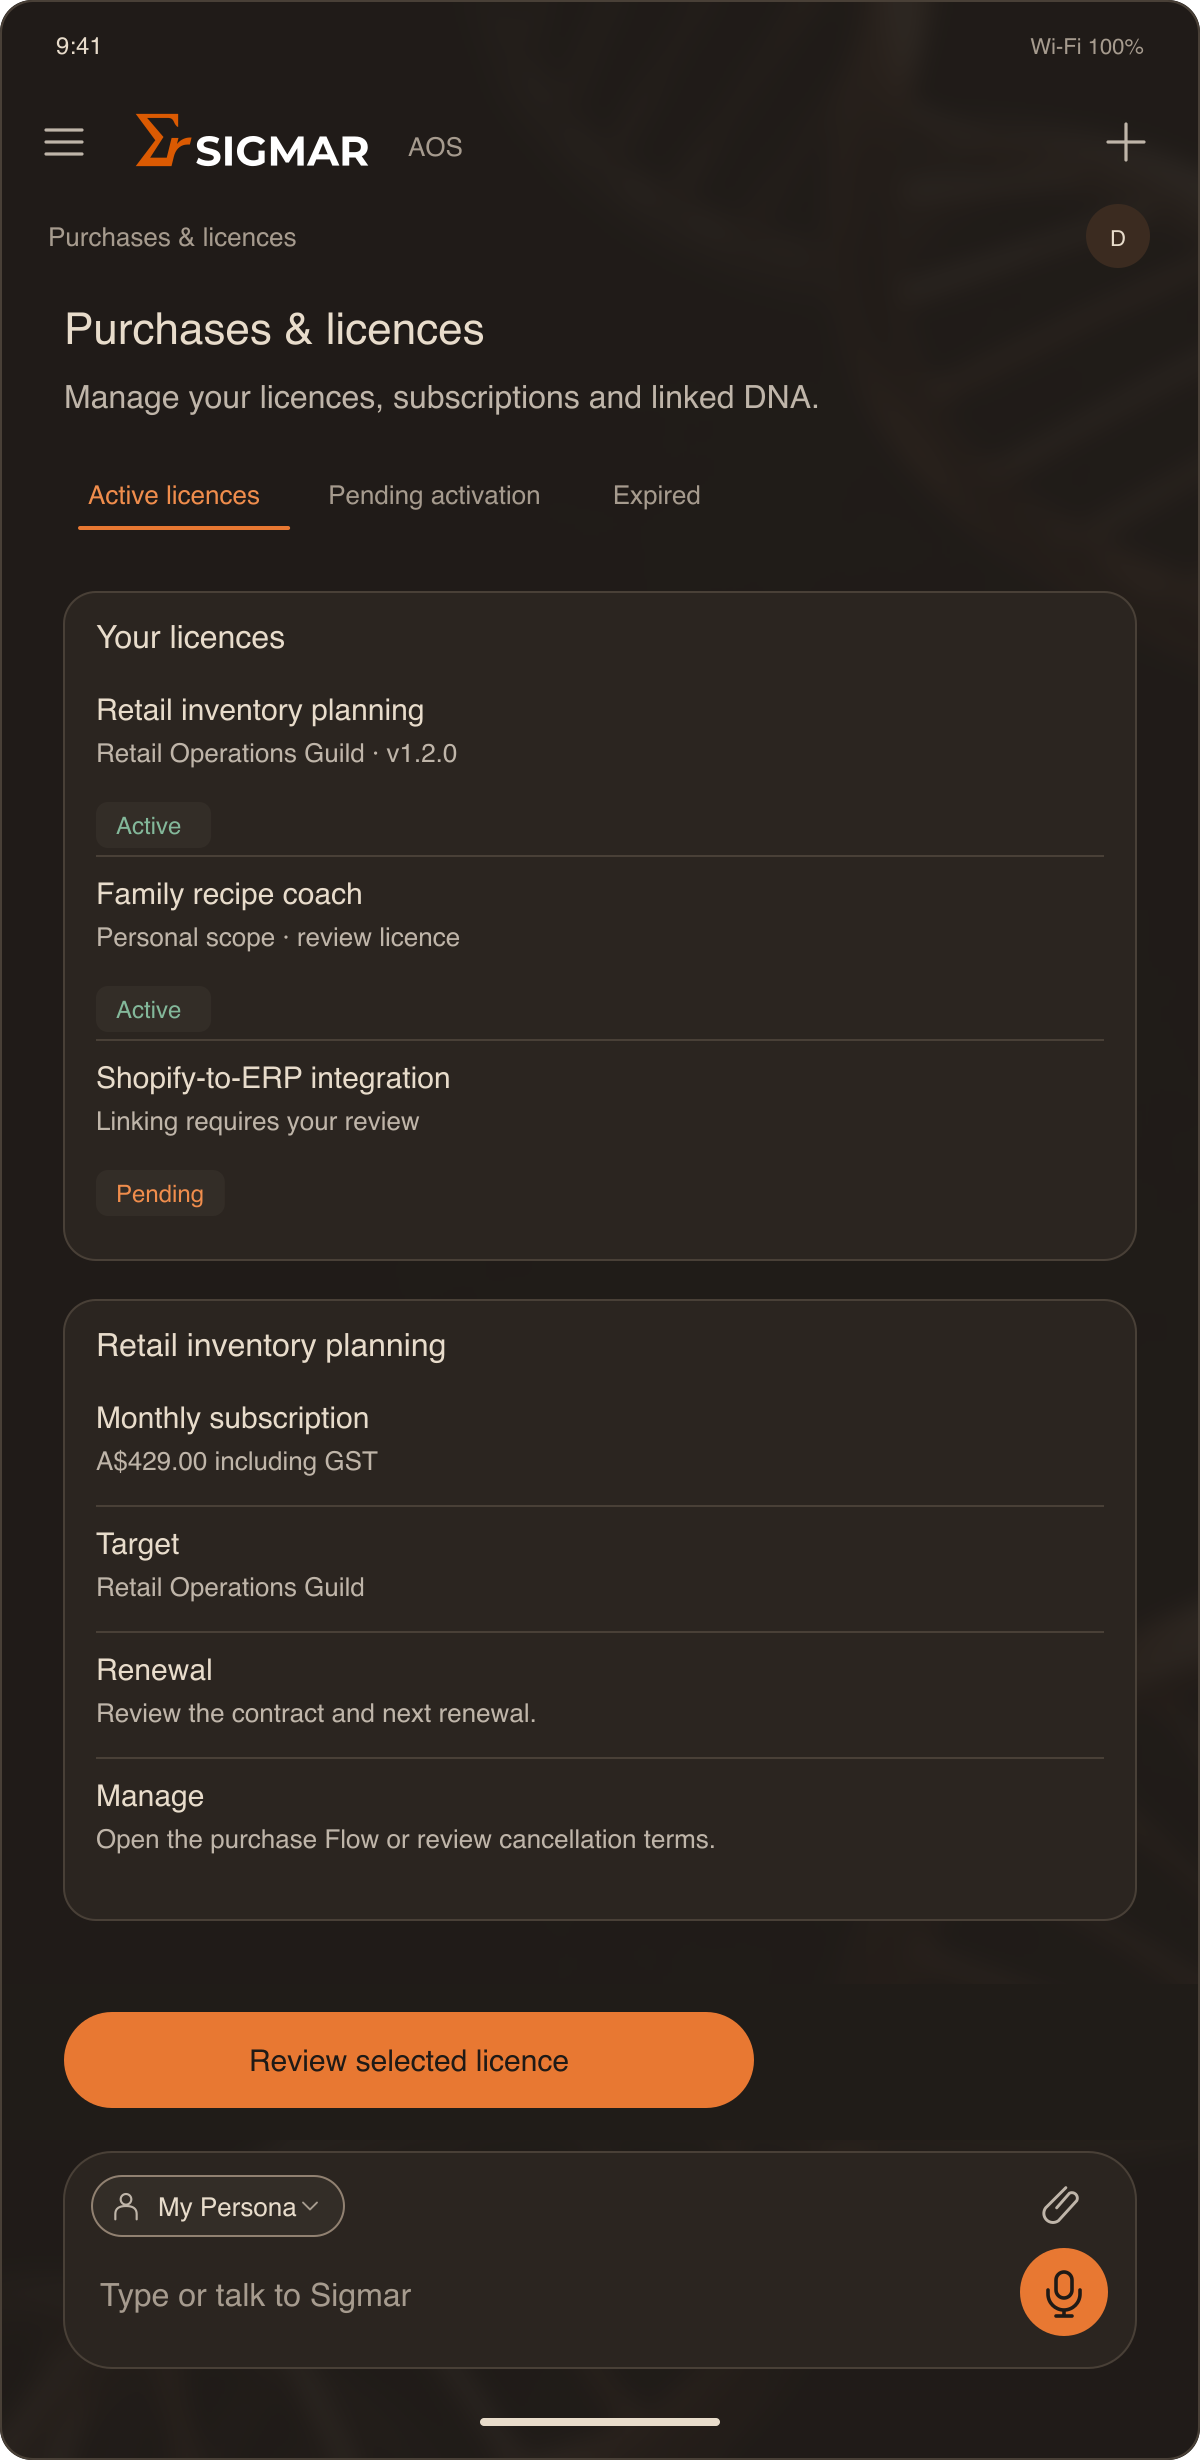 9:41
Wi-Fi 100%
Σr SIGMAR AOS
Purchases & licences
D
Purchases & licences
Manage your licences, subscriptions and linked DNA.
Active licences
Pending activation
Expired
Your licences
Retail inventory planning
Retail Operations Guild · v1.2.0
Active
Family recipe coach
Personal scope · review licence
Active
Shopify-to-ERP integration
Linking requires your review
Pending
Retail inventory planning
Monthly subscription
A$429.00 including GST
Target
Retail Operations Guild
Renewal
Review the contract and next renewal.
Manage
Open the purchase Flow or review cancellation terms.
Review selected licence
My Persona
Type or talk to Sigmar